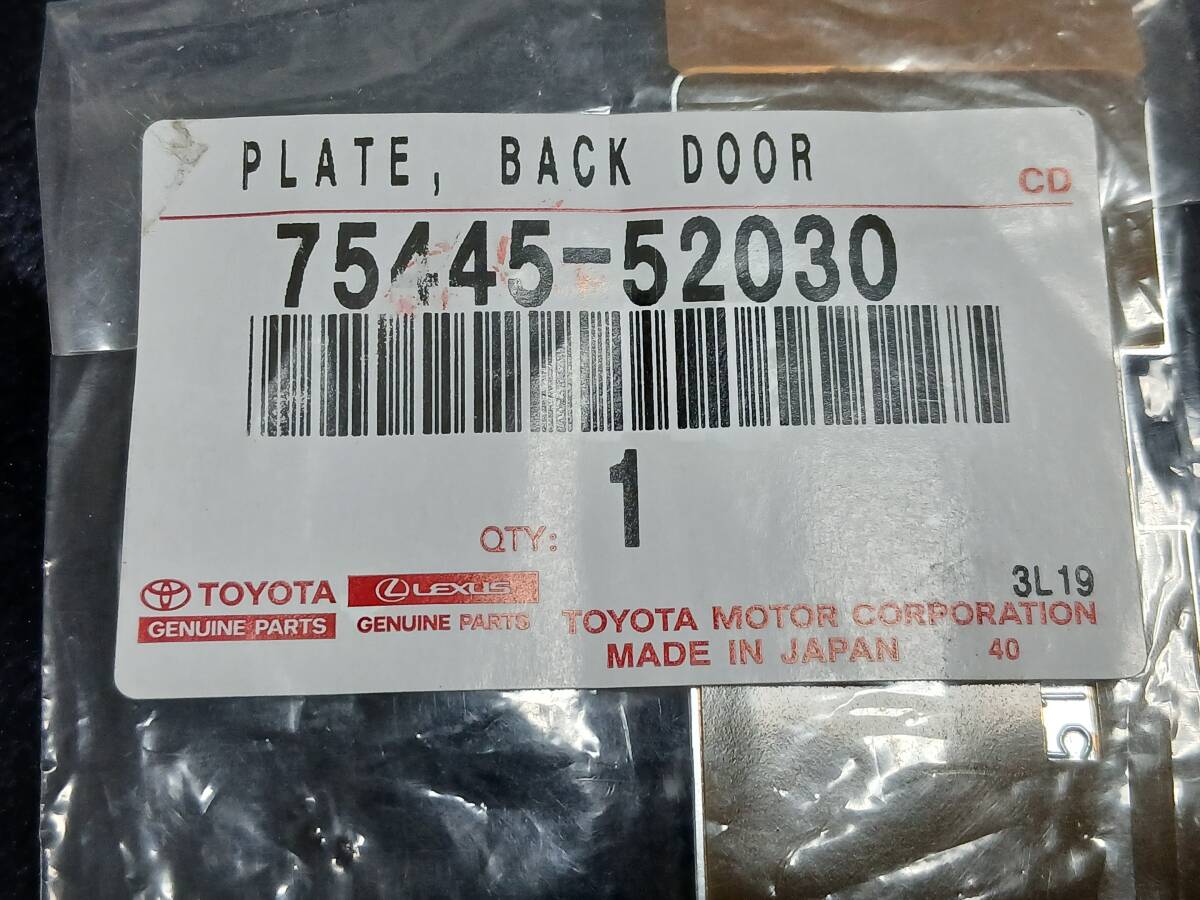 PLATE, BACK DOOR
CD
75445-52030
1
QTY:
3L19
TOYOTA
GENUINE PARTS
LEXUS
GENUINE PARTS
TOYOTA MOTOR CORPORATION
MADE IN JAPAN 40